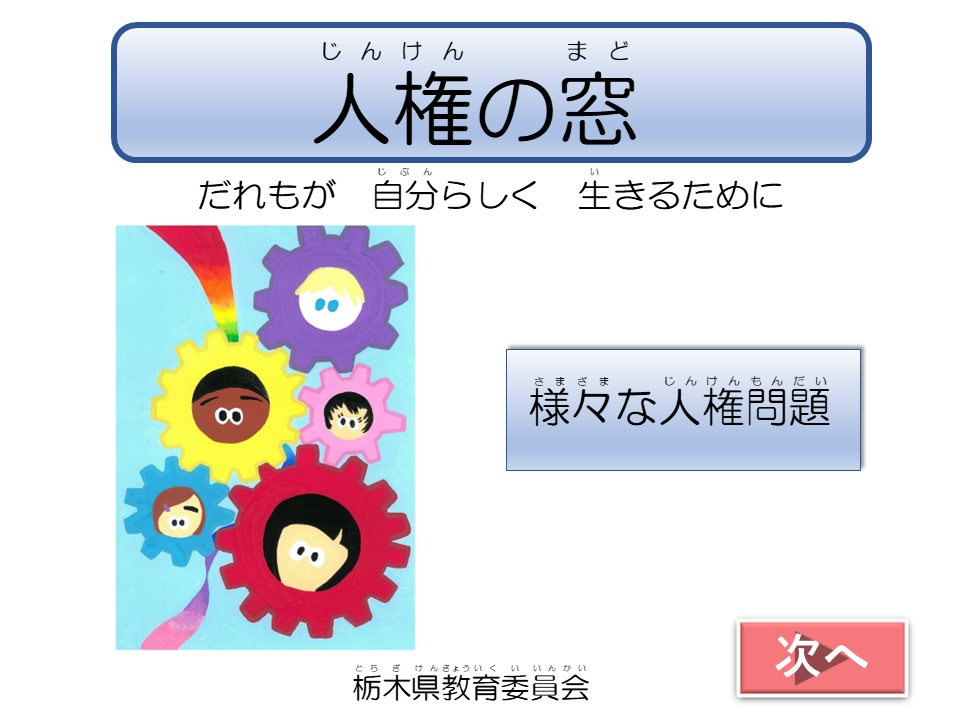 じんけん まど
人権の窓
じぶん い
だれもが 自分らしく 生きるために
さまざま じんけんもんだい
様々な人権問題
次へ
とちぎけんきょういくいいんかい
栃木県教育委員会